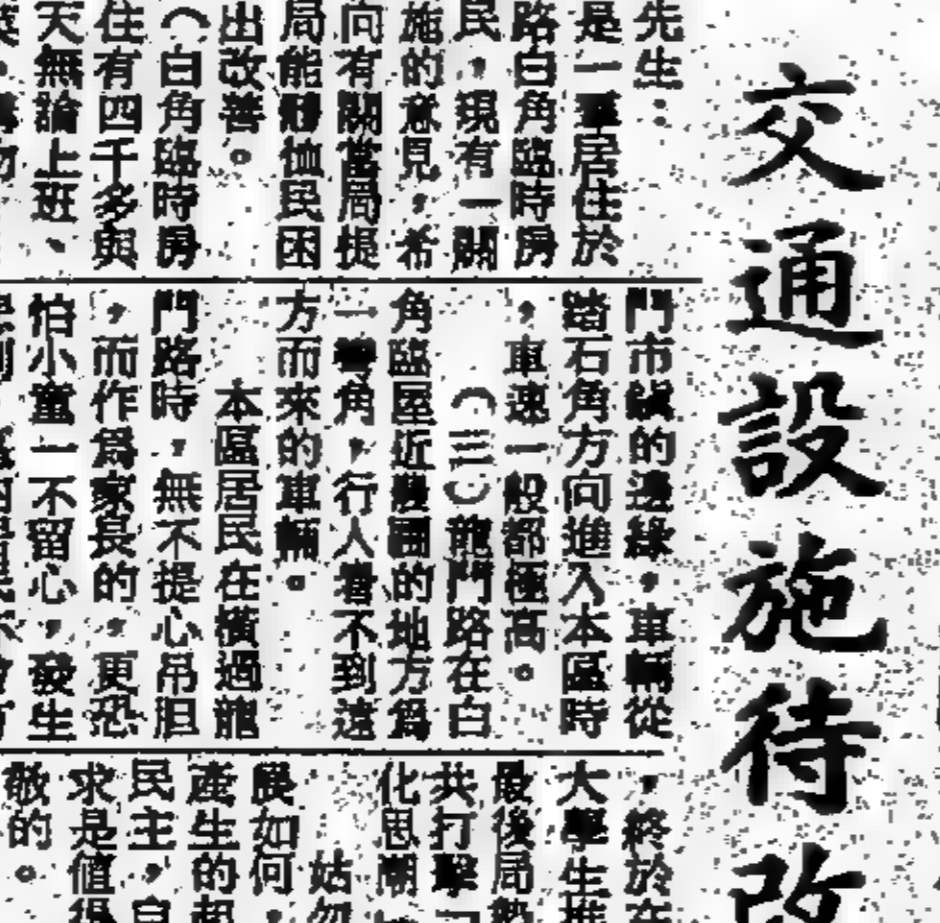 交通設施待改
先生：
是一羣居住於
路白角臨時房
民，現有一關
施的意見，希
向有關當局提
局能體恤民困
出改善。
（白角臨時房
住有四千多與
天無論上班、
門市鎮的邊緣，車輛從
踏石角方向進入本區時
，車速一般都極高。
（三）龍門路在白
角臨屋近憩園的地方爲
一彎角，行人看不到遠
方而來的車輛。
本區居民在橫過龍
門路時，無不提心吊胆
，而作爲家長的，更恐
怕小童一不留心，發生
，終於在
大學生推
最後局勢
共打擊「
化思潮
姑勿
展如何，
產生的起
民主，自
求是值得
敬的。